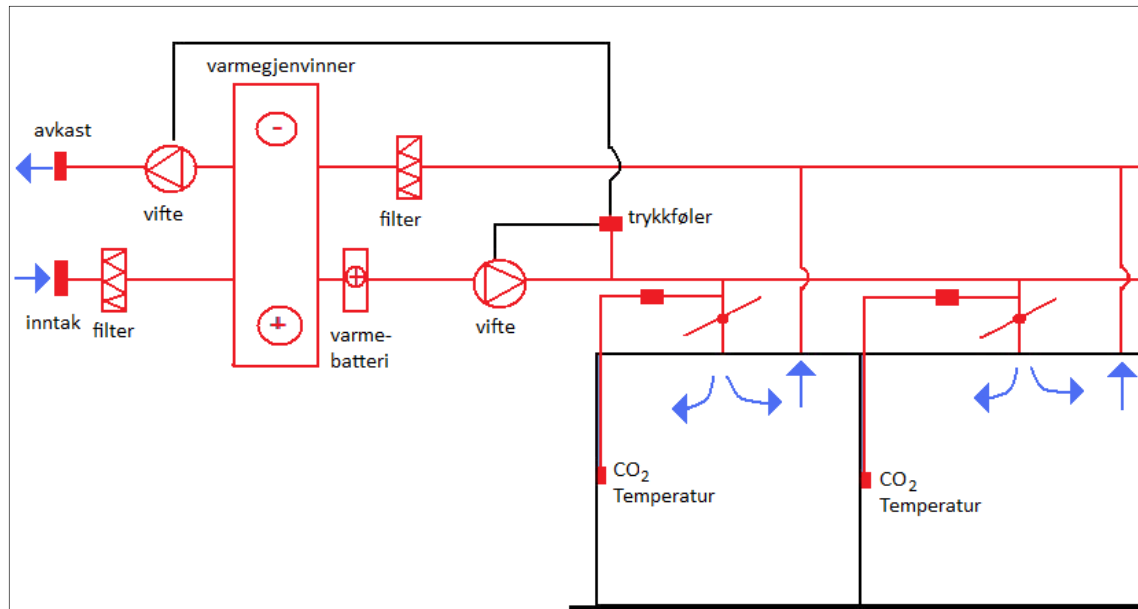 varmegjenvinner
avkast
vifte
filter
trykkføler
inntak
filter
varme-
batteri
vifte
CO₂
Temperatur
CO₂
Temperatur